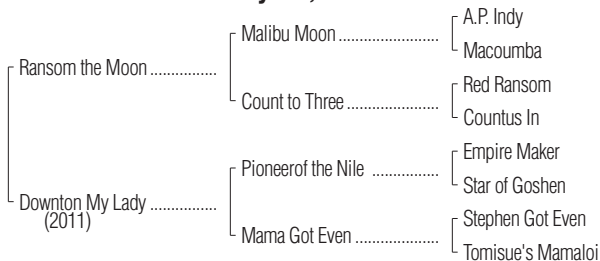 A.P. Indy
Malibu Moon ....................
Macoumba
Ransom the Moon ...............
Red Ransom
Count to Three ..................
Countus In
Empire Maker
Pioneerof the Nile ................
Star of Goshen
Downton My Lady ...............
(2011)
Stephen Got Even
Mama Got Even ................
Tomisue's Mamaloi